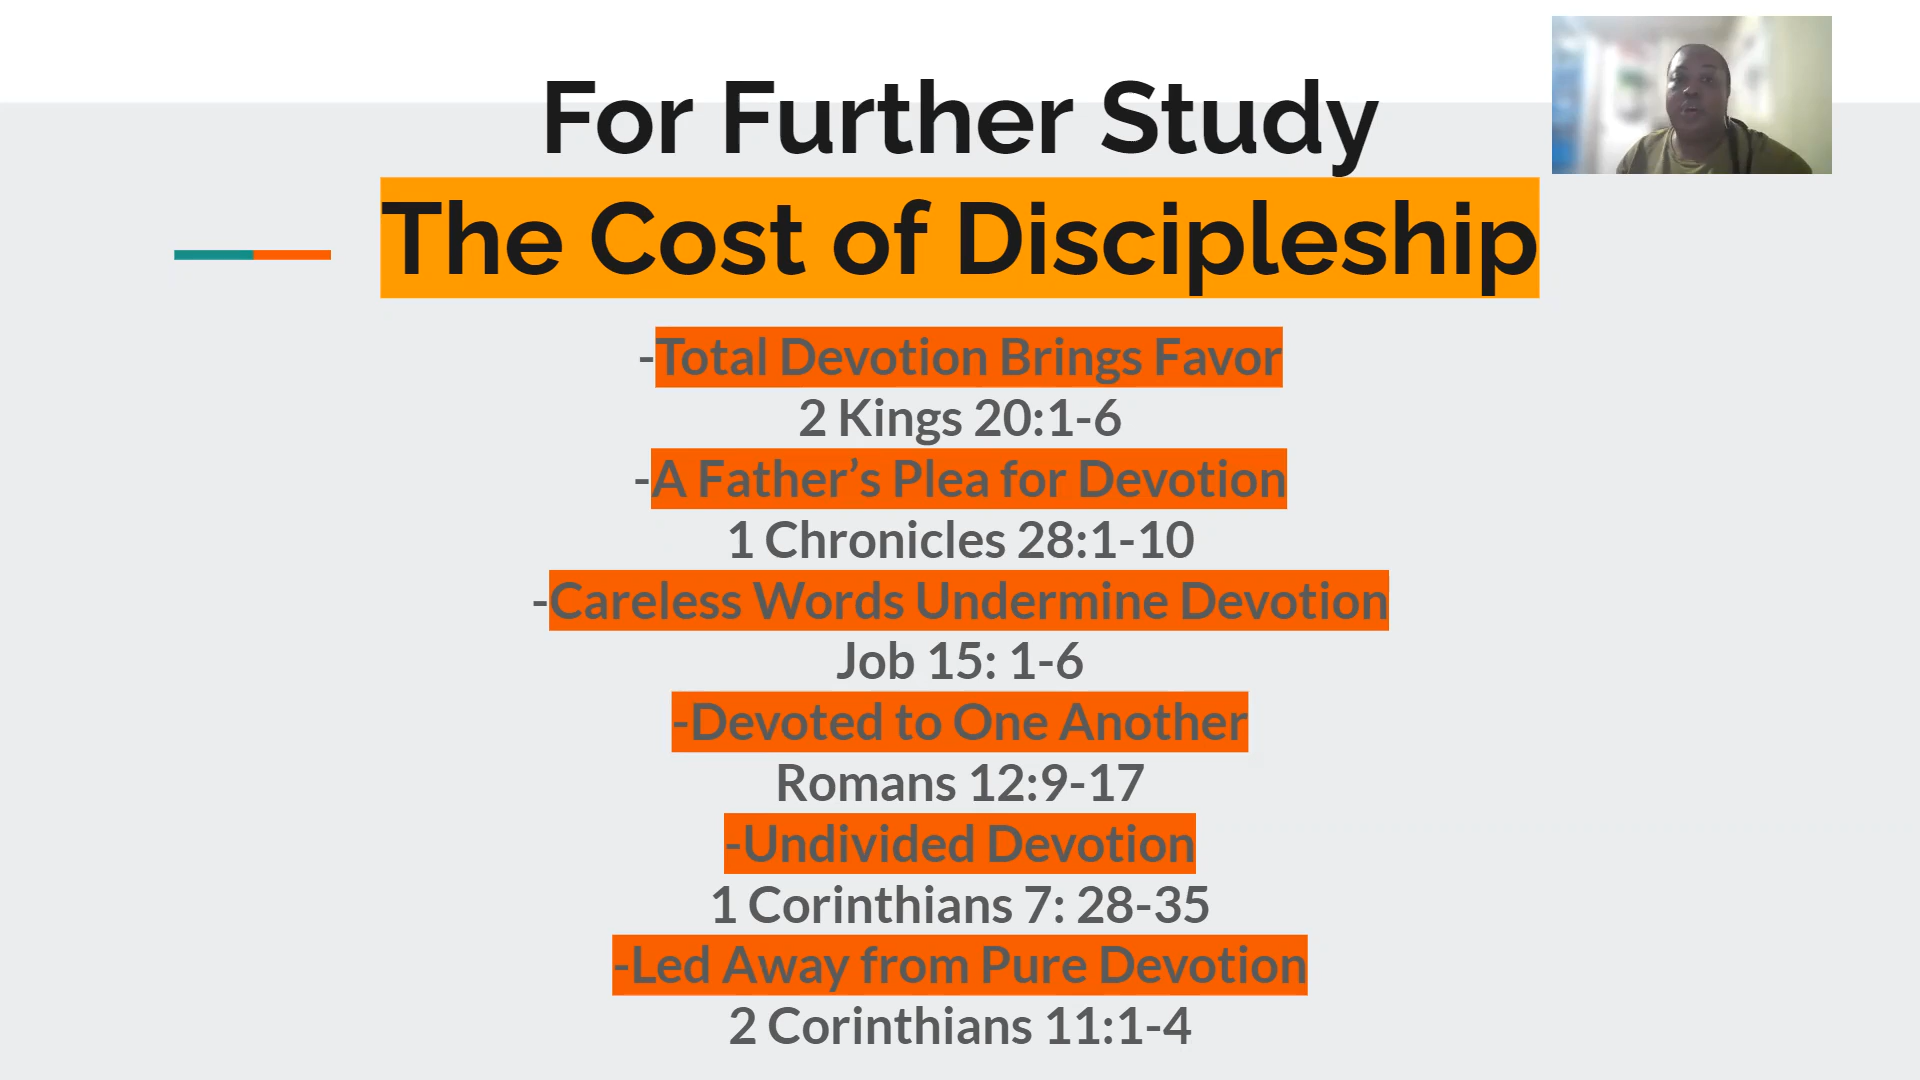 For Further Study
The Cost of Discipleship
-Total Devotion Brings Favor
2 Kings 20:1-6
-A Father’s Plea for Devotion
1 Chronicles 28:1-10
-Careless Words Undermine Devotion
Job 15: 1-6
-Devoted to One Another
Romans 12:9-17
-Undivided Devotion
1 Corinthians 7: 28-35
-Led Away from Pure Devotion
2 Corinthians 11:1-4